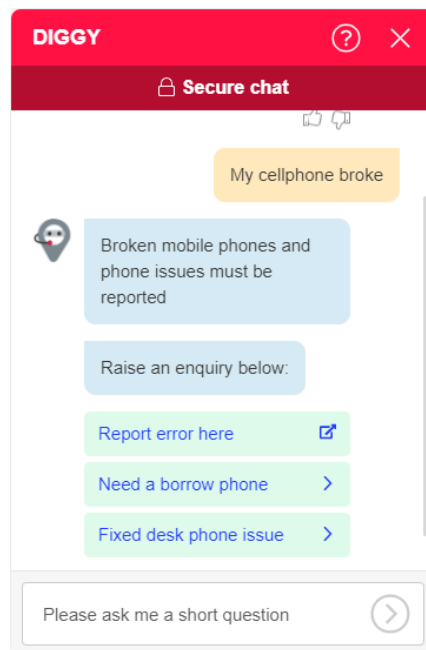 DIGGY
Secure chat
My cellphone broke
Broken mobile phones and
phone issues must be
reported
Raise an enquiry below:
Report error here
Need a borrow phone
Fixed desk phone issue
Please ask me a short question